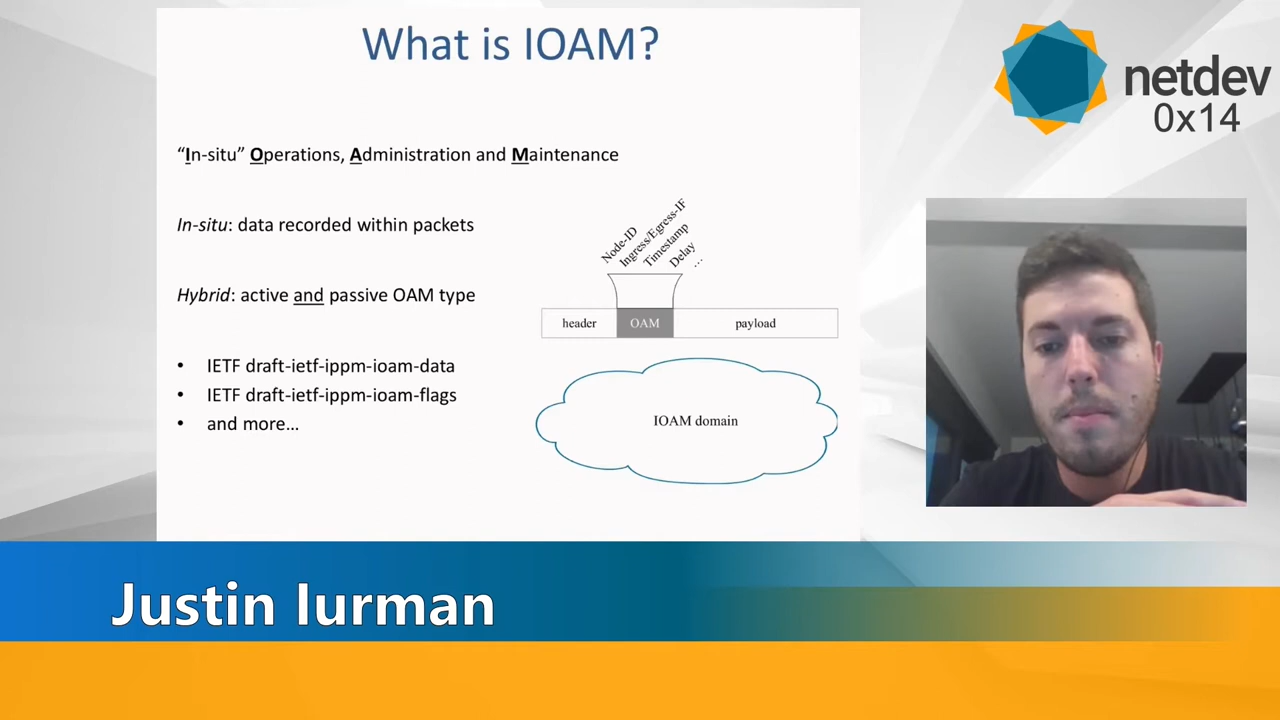 What is IOAM?
netdev
0x14
“In-situ” Operations, Administration and Maintenance
In-situ: data recorded within packets
Hybrid: active and passive OAM type
• IETF draft-ietf-ippm-ioam-data
• IETF draft-ietf-ippm-ioam-flags
• and more...
Node-ID
Ingress/Egress-IF
Timestamp
Delay
...
header
OAM
payload
IOAM domain
Justin Iurman